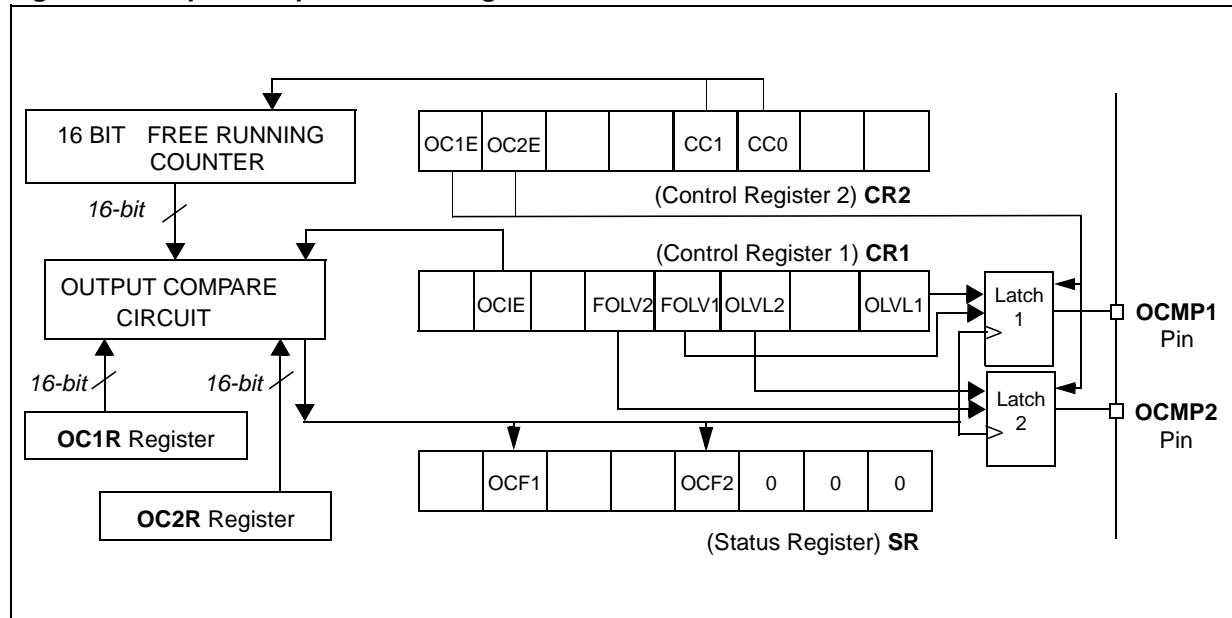 16 BIT FREE RUNNING
COUNTER
OC1E OC2E CC1 CC0
(Control Register 2) CR2
16-bit
(Control Register 1) CR1
OUTPUT COMPARE
CIRCUIT
OCIE FOLV2 FOLV1 OLVL2 OLVL1
Latch
1
OCMP1
Pin
16-bit
16-bit
Latch
2
OCMP2
Pin
OC1R Register
OCF1 OCF2 0 0 0
OC2R Register
(Status Register) SR